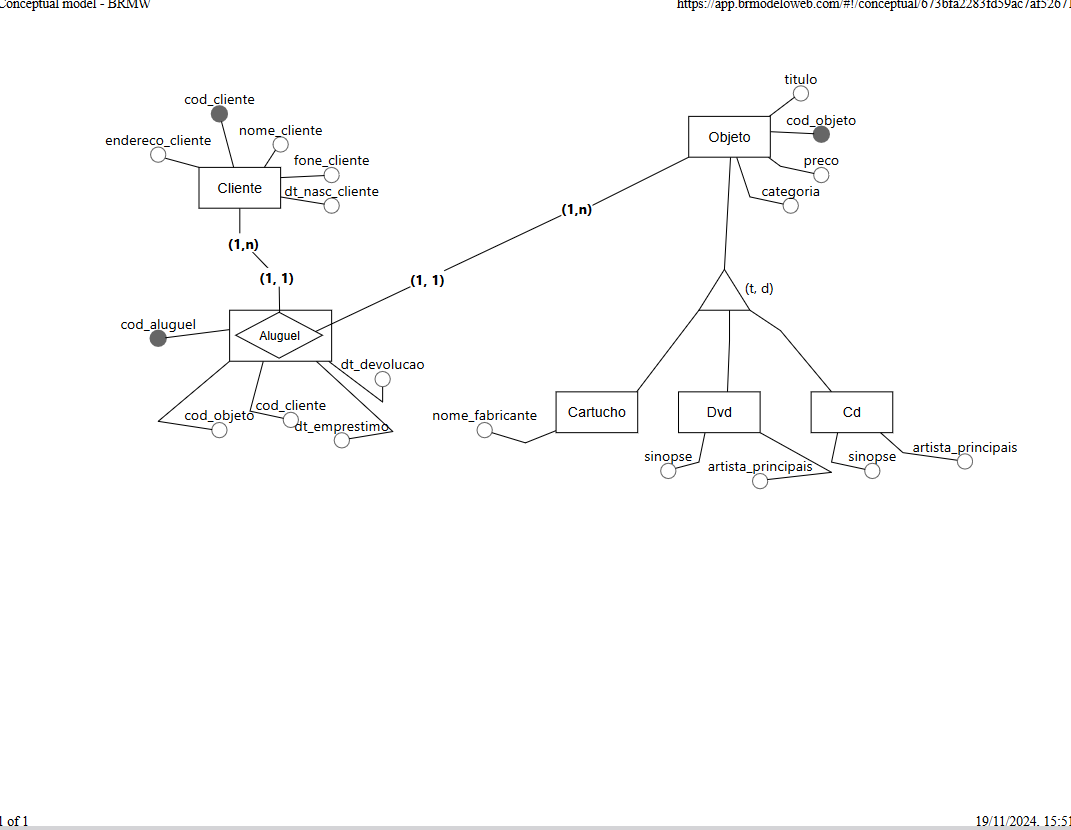 Conceptual model - BRMW
https://app.brmodeloweb.com/#!/conceptual/673bfa2283fd59ac7af52671
titulo
cod_cliente
cod_objeto
nome_cliente
Objeto
endereco_cliente
fone_cliente
preco
Cliente
dt_nasc_cliente
categoria
(1,n)
(1,n)
(1, 1)
(1, 1)
(t, d)
cod_aluguel
Aluguel
dt_devolucao
cod_objeto
cod_cliente
dt_emprestimo
nome_fabricante
Cartucho
Dvd
Cd
sinopse
artista_principais
sinopse
artista_principais
1 of 1
19/11/2024, 15:51